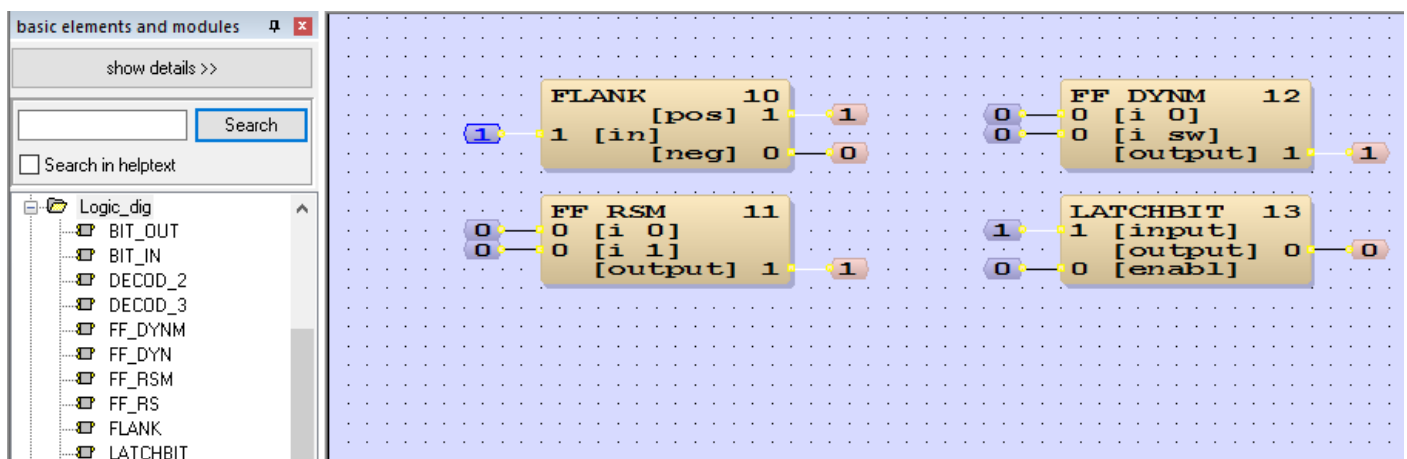 basic elements and modules
show details >>
Search
Search in helptext
Logic_dig
BIT_OUT
BIT_IN
DECOD_2
DECOD_3
FF_DYNM
FF_DYN
FF_RSM
FF_RS
FLANK
LATCHBIT
FLANK 10
[pos] 1 1
1 1 [in]
[neg] 0 0
FF RSM 11
0 0 [i 0]
0 0 [i 1]
[output] 1 1
FF DYNM 12
0 0 [i 0]
0 0 [i sw]
[output] 1 1
LATCHBIT 13
1 1 [input]
[output] 0 0
0 0 [enabl]